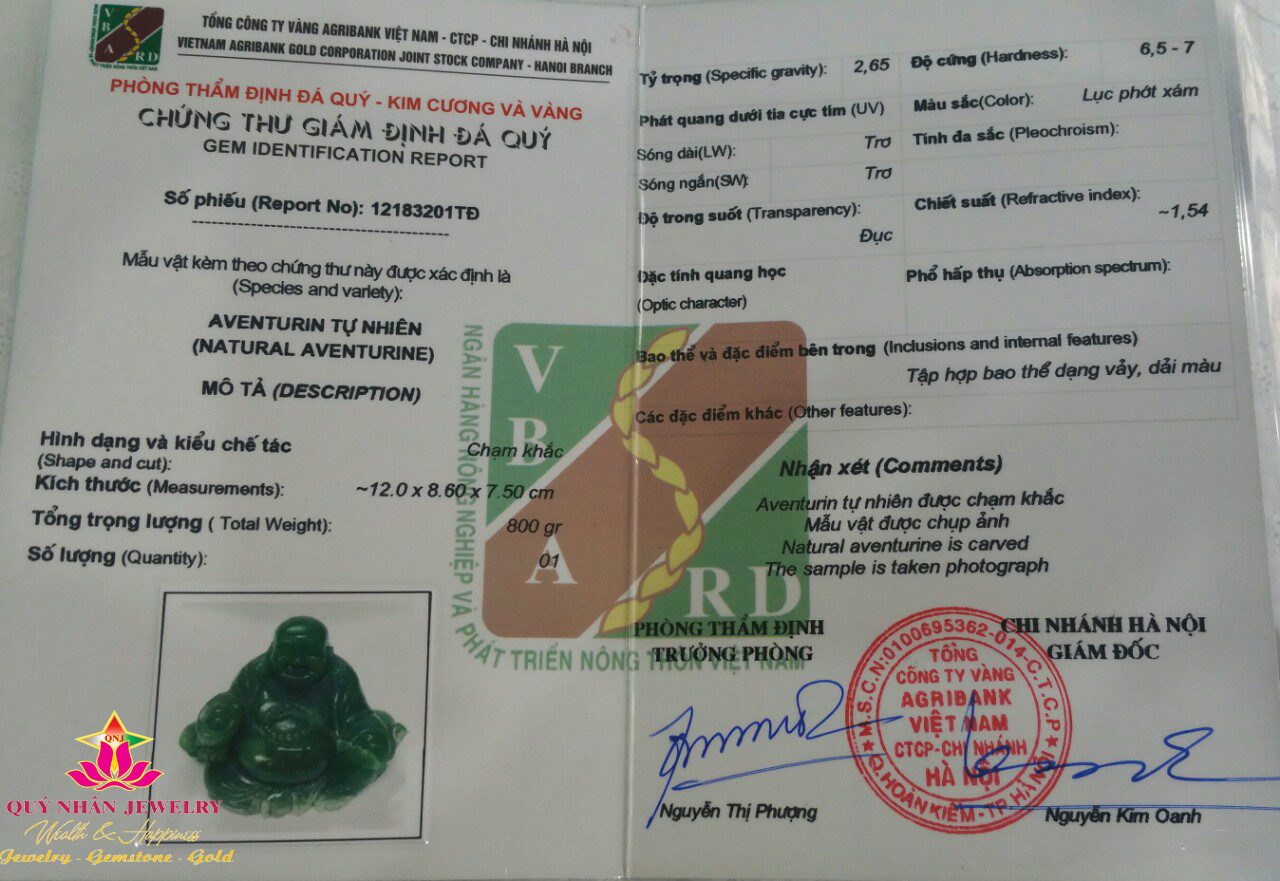 VBARD
TỔNG CÔNG TY VÀNG AGRIBANK VIỆT NAM - CTCP - CHI NHÁNH HÀ NỘI
VIETNAM AGRIBANK GOLD CORPORATION JOINT STOCK COMPANY - HANOI BRANCH
PHÒNG THẨM ĐỊNH ĐÁ QUÝ - KIM CƯƠNG VÀ VÀNG
CHỨNG THƯ GIÁM ĐỊNH ĐÁ QUÝ
GEM IDENTIFICATION REPORT
Số phiếu (Report No): 12183201TĐ
Mẫu vật kèm theo chứng thư này được xác định là
(Species and variety):
AVENTURIN TỰ NHIÊN
(NATURAL AVENTURINE)
MÔ TẢ (DESCRIPTION)
Hình dạng và kiểu chế tác
(Shape and cut): Chạm khắc
Kích thước (Measurements): ~12.0 x 8.60 x 7.50 cm
Tổng trọng lượng ( Total Weight): 800 gr
Số lượng (Quantity): 01
QNJ
QUÝ NHÂN JEWELRY
Wealth & Happiness
Jewelry - Gemstone - Gold
Tỷ trọng (Specific gravity): 2,65 Độ cứng (Hardness): 6,5 - 7
Phát quang dưới tia cực tím (UV) Màu sắc(Color): Lục phớt xám
Sóng dài(LW): Trơ Tính đa sắc (Pleochroism):
Sóng ngắn(SW): Trơ
Độ trong suốt (Transparency): Đục Chiết suất (Refractive index): ~1,54
Đặc tính quang học
(Optic character) Phổ hấp thụ (Absorption spectrum):
Bao thể và đặc điểm bên trong (Inclusions and internal features)
Tập hợp bao thể dạng vảy, dải màu
Các đặc điểm khác (Other features):
Nhận xét (Comments)
Aventurin tự nhiên được chạm khắc
Mẫu vật được chụp ảnh
Natural aventurine is carved
The sample is taken photograph
VBARD
NGÂN HÀNG NÔNG NGHIỆP VÀ PHÁT TRIỂN NÔNG THÔN VIỆT NAM
PHÒNG THẨM ĐỊNH
TRƯỞNG PHÒNG
Nguyễn Thị Phượng
CHI NHÁNH HÀ NỘI
GIÁM ĐỐC
Nguyễn Kim Oanh
M.S.C.N:0100695362-014-C.T.C.P
TỔNG
CÔNG TY VÀNG
AGRIBANK
VIỆT NAM
CTCP-CHI NHÁNH
HÀ NỘI
Q. HOÀN KIẾM - TP. HÀ NỘI